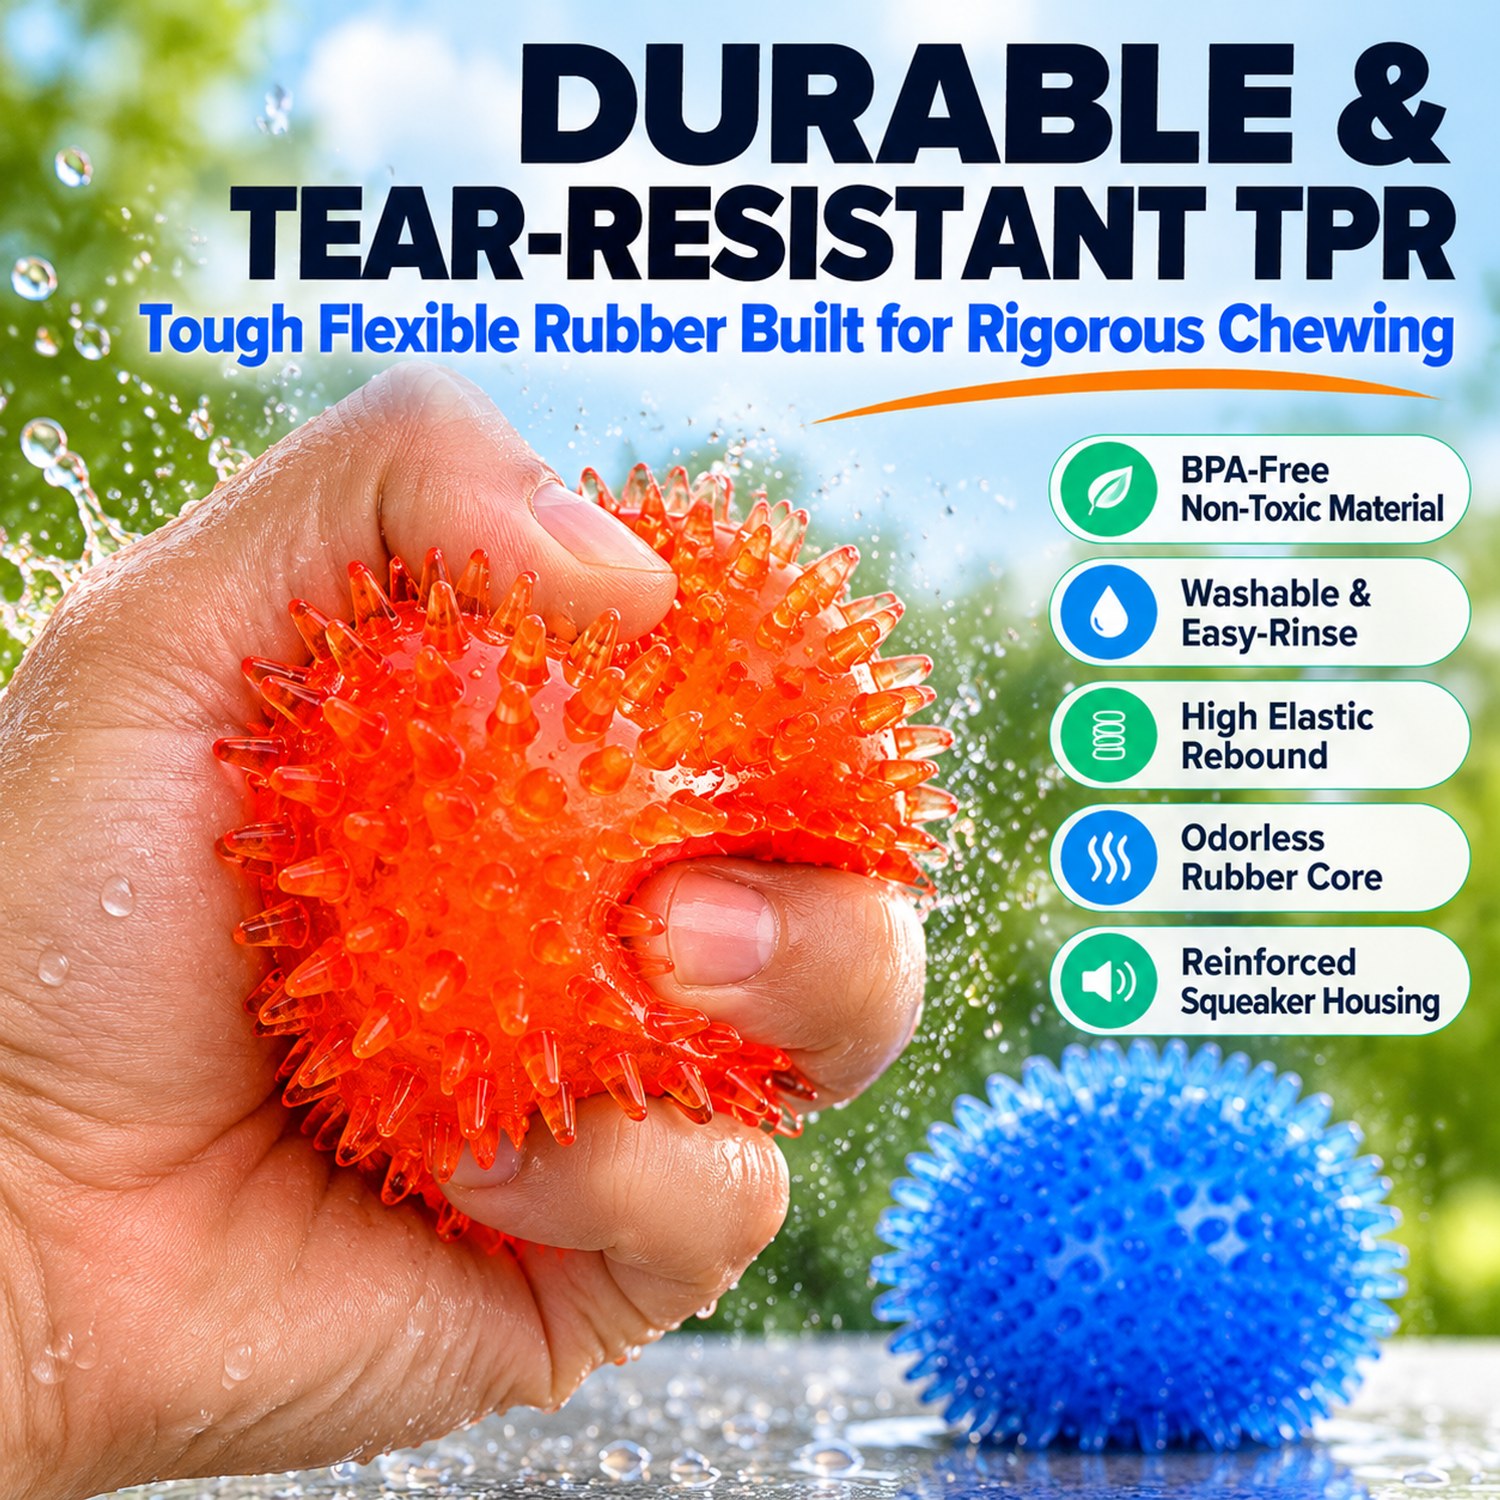 DURABLE &
TEAR-RESISTANT TPR
Tough Flexible Rubber Built for Rigorous Chewing
BPA-Free
Non-Toxic Material
Washable &
Easy-Rinse
High Elastic
Rebound
Odorless
Rubber Core
Reinforced
Squeaker Housing